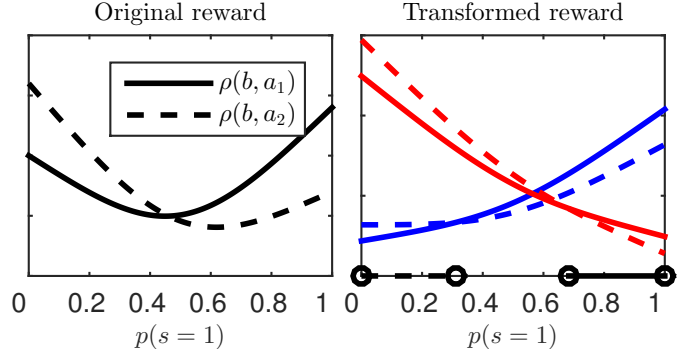 Original reward
ρ(b, a₁)
ρ(b, a₂)
0 0.2 0.4 0.6 0.8 1
p(s = 1)
Transformed reward
0 0.2 0.4 0.6 0.8 1
p(s = 1)